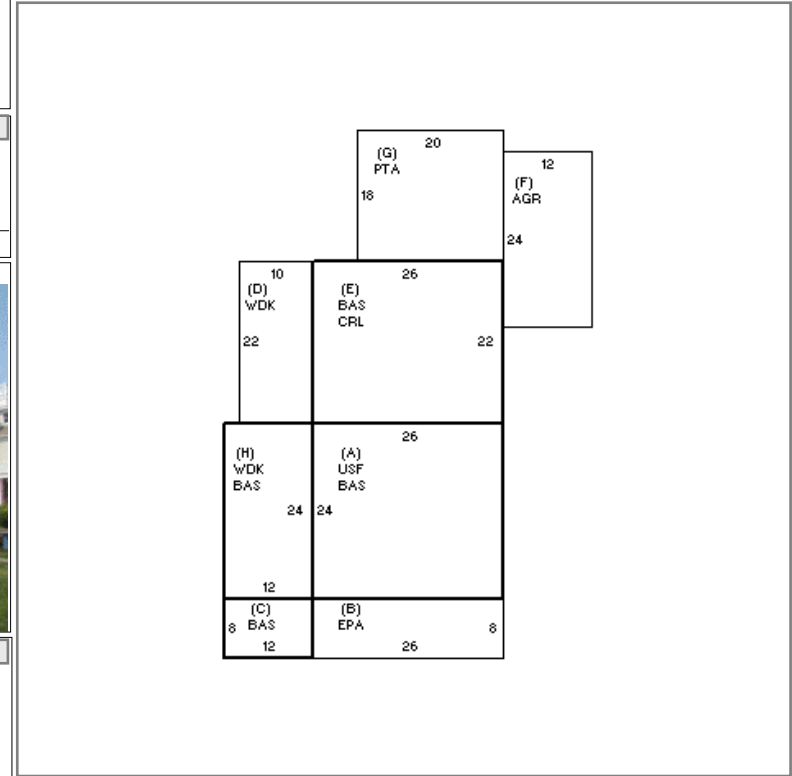 20
(G)
PTA
18
12
(F)
AGR
24
10
(D)
WDK
22
26
(E)
BAS
CRL
22
26
(H)
WDK
BAS
24
12
(A)
USF
BAS
24
(C)
BAS
8
12
(B)
EPA
8
26